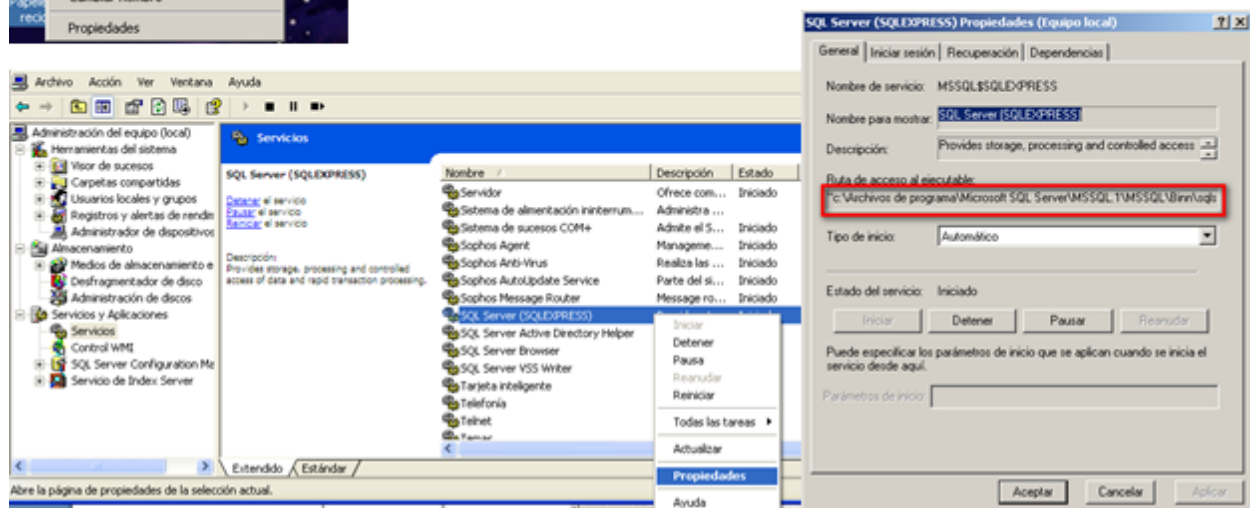 Cambiar nombre
Propiedades
Archivo Acción Ver Ventana Ayuda
Administración del equipo (local)
Herramientas del sistema
Visor de sucesos
Carpetas compartidas
Usuarios locales y grupos
Registros y alertas de rendim
Administrador de dispositivos
Almacenamiento
Medios de almacenamiento e
Desfragmentador de disco
Administración de discos
Servicios y Aplicaciones
Servicios
Control WMI
SQL Server Configuration Ma
Servicio de Index Server
Servicios
SQL Server (SQLEXPRESS)
Detener el servicio
Pausar el servicio
Reiniciar el servicio
Descripción:
Provides storage, processing and controlled
access of data and rapid transaction processing.
Nombre Descripción Estado
Servidor Ofrece com... Iniciado
Sistema de alimentación ininterrum... Administra ...
Sistema de sucesos COM+ Admite el S... Iniciado
Sophos Agent Manageme... Iniciado
Sophos Anti-Virus Realiza las ... Iniciado
Sophos AutoUpdate Service Parte del si... Iniciado
Sophos Message Router Message ro... Iniciado
SQL Server (SQLEXPRESS)
SQL Server Active Directory Helper
SQL Server Browser
SQL Server VSS Writer
Tarjeta inteligente
Telefonía
Telnet
Iniciar
Detener
Pausa
Reanudar
Reiniciar
Todas las tareas
Actualizar
Propiedades
Ayuda
Extendido Estándar
Abre la página de propiedades de la selección actual.
SQL Server (SQLEXPRESS) Propiedades (Equipo local)
General Iniciar sesión Recuperación Dependencias
Nombre de servicio: MSSQL$SQLEXPRESS
Nombre para mostrar: SQL Server (SQLEXPRESS)
Descripción: Provides storage, processing and controlled access
Ruta de acceso al ejecutable:
"c:\Archivos de programa\Microsoft SQL Server\MSSQL.1\MSSQL\Binn\sqls
Tipo de inicio: Automático
Estado del servicio: Iniciado
Iniciar Detener Pausar Reanudar
Puede especificar los parámetros de inicio que se aplican cuando se inicia el
servicio desde aquí.
Parámetros de inicio:
Aceptar Cancelar Aplicar